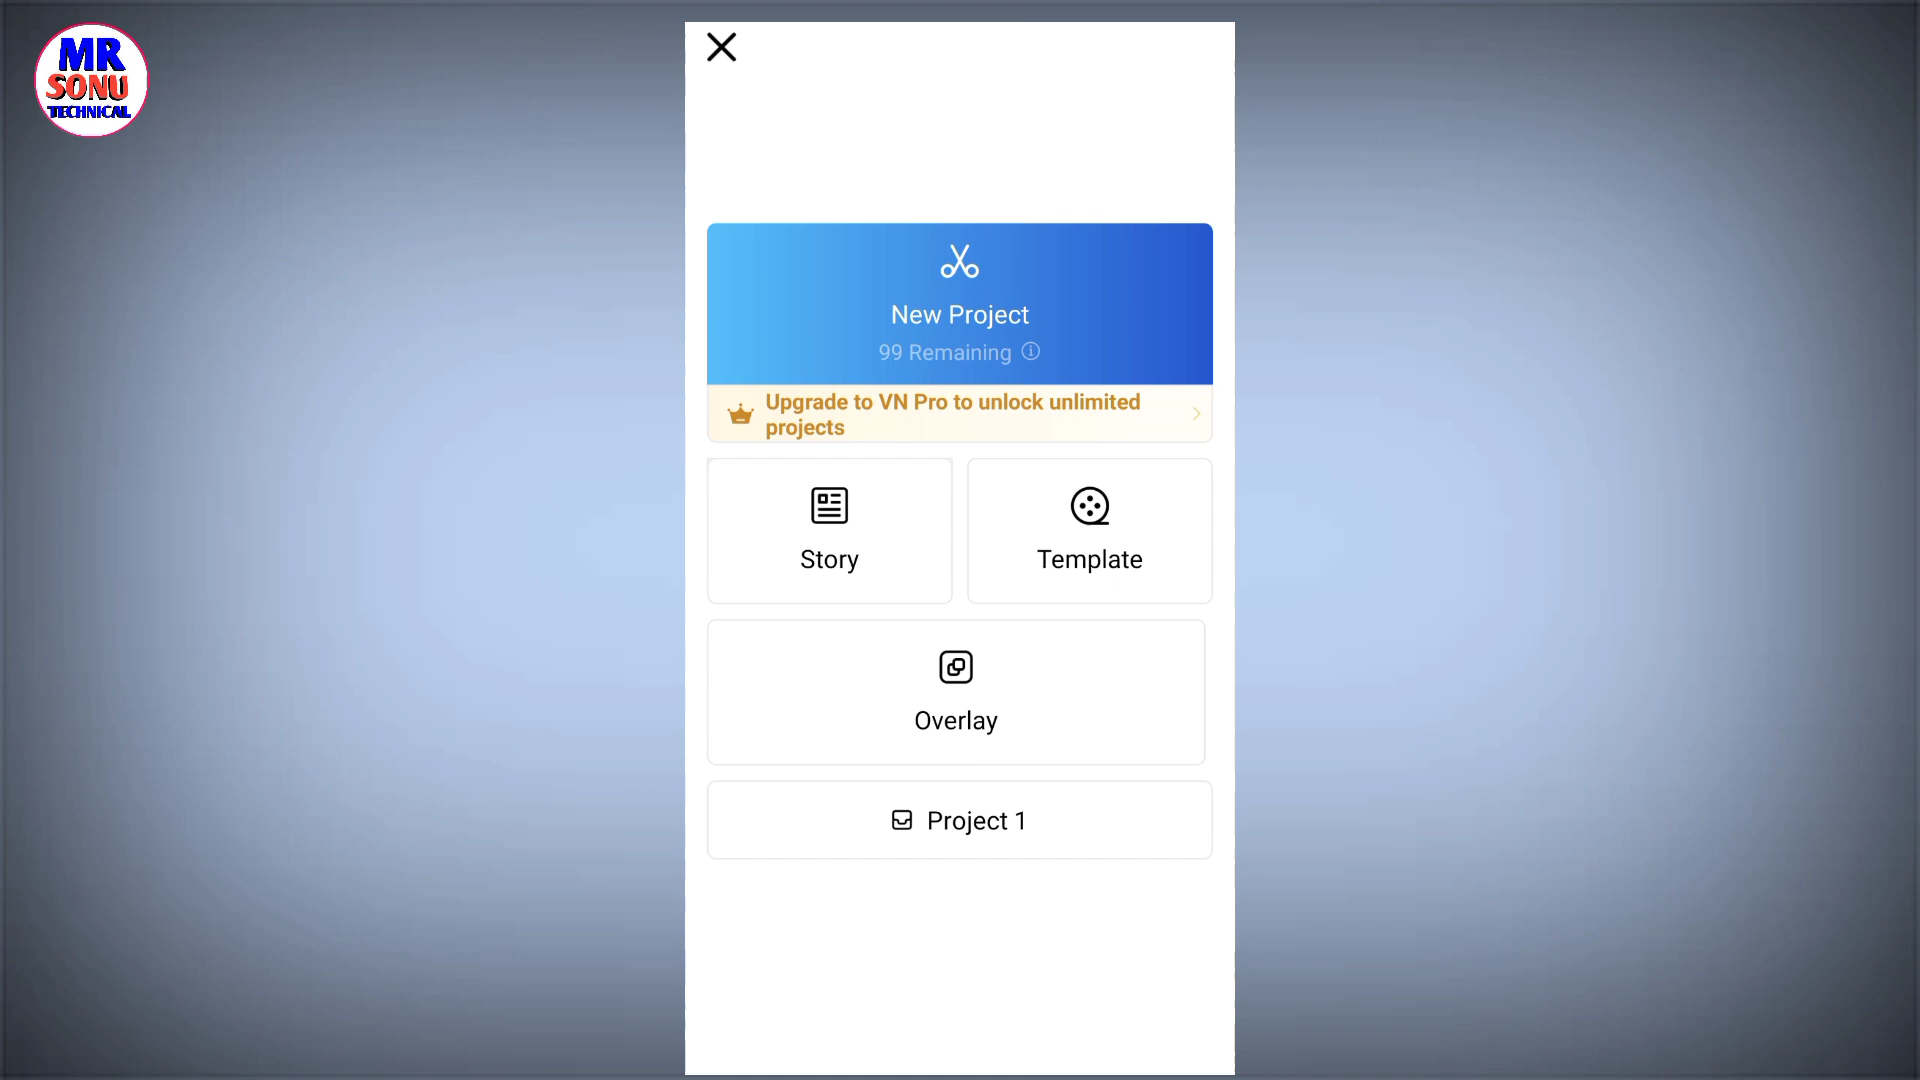 MR
SONU
TECHNICAL
New Project
99 Remaining
Upgrade to VN Pro to unlock unlimited
projects
Story
Template
Overlay
Project 1